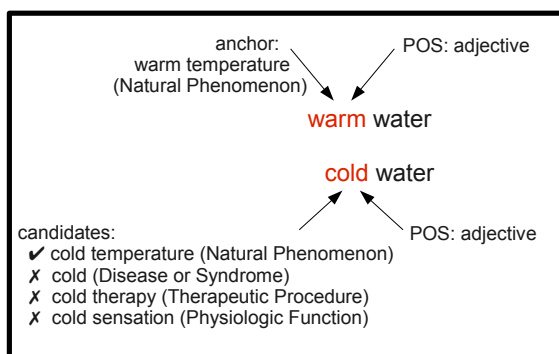 anchor:
warm temperature
(Natural Phenomenon)
POS: adjective
warm water
cold water
candidates:
✔ cold temperature (Natural Phenomenon)
✗ cold (Disease or Syndrome)
✗ cold therapy (Therapeutic Procedure)
✗ cold sensation (Physiologic Function)
POS: adjective